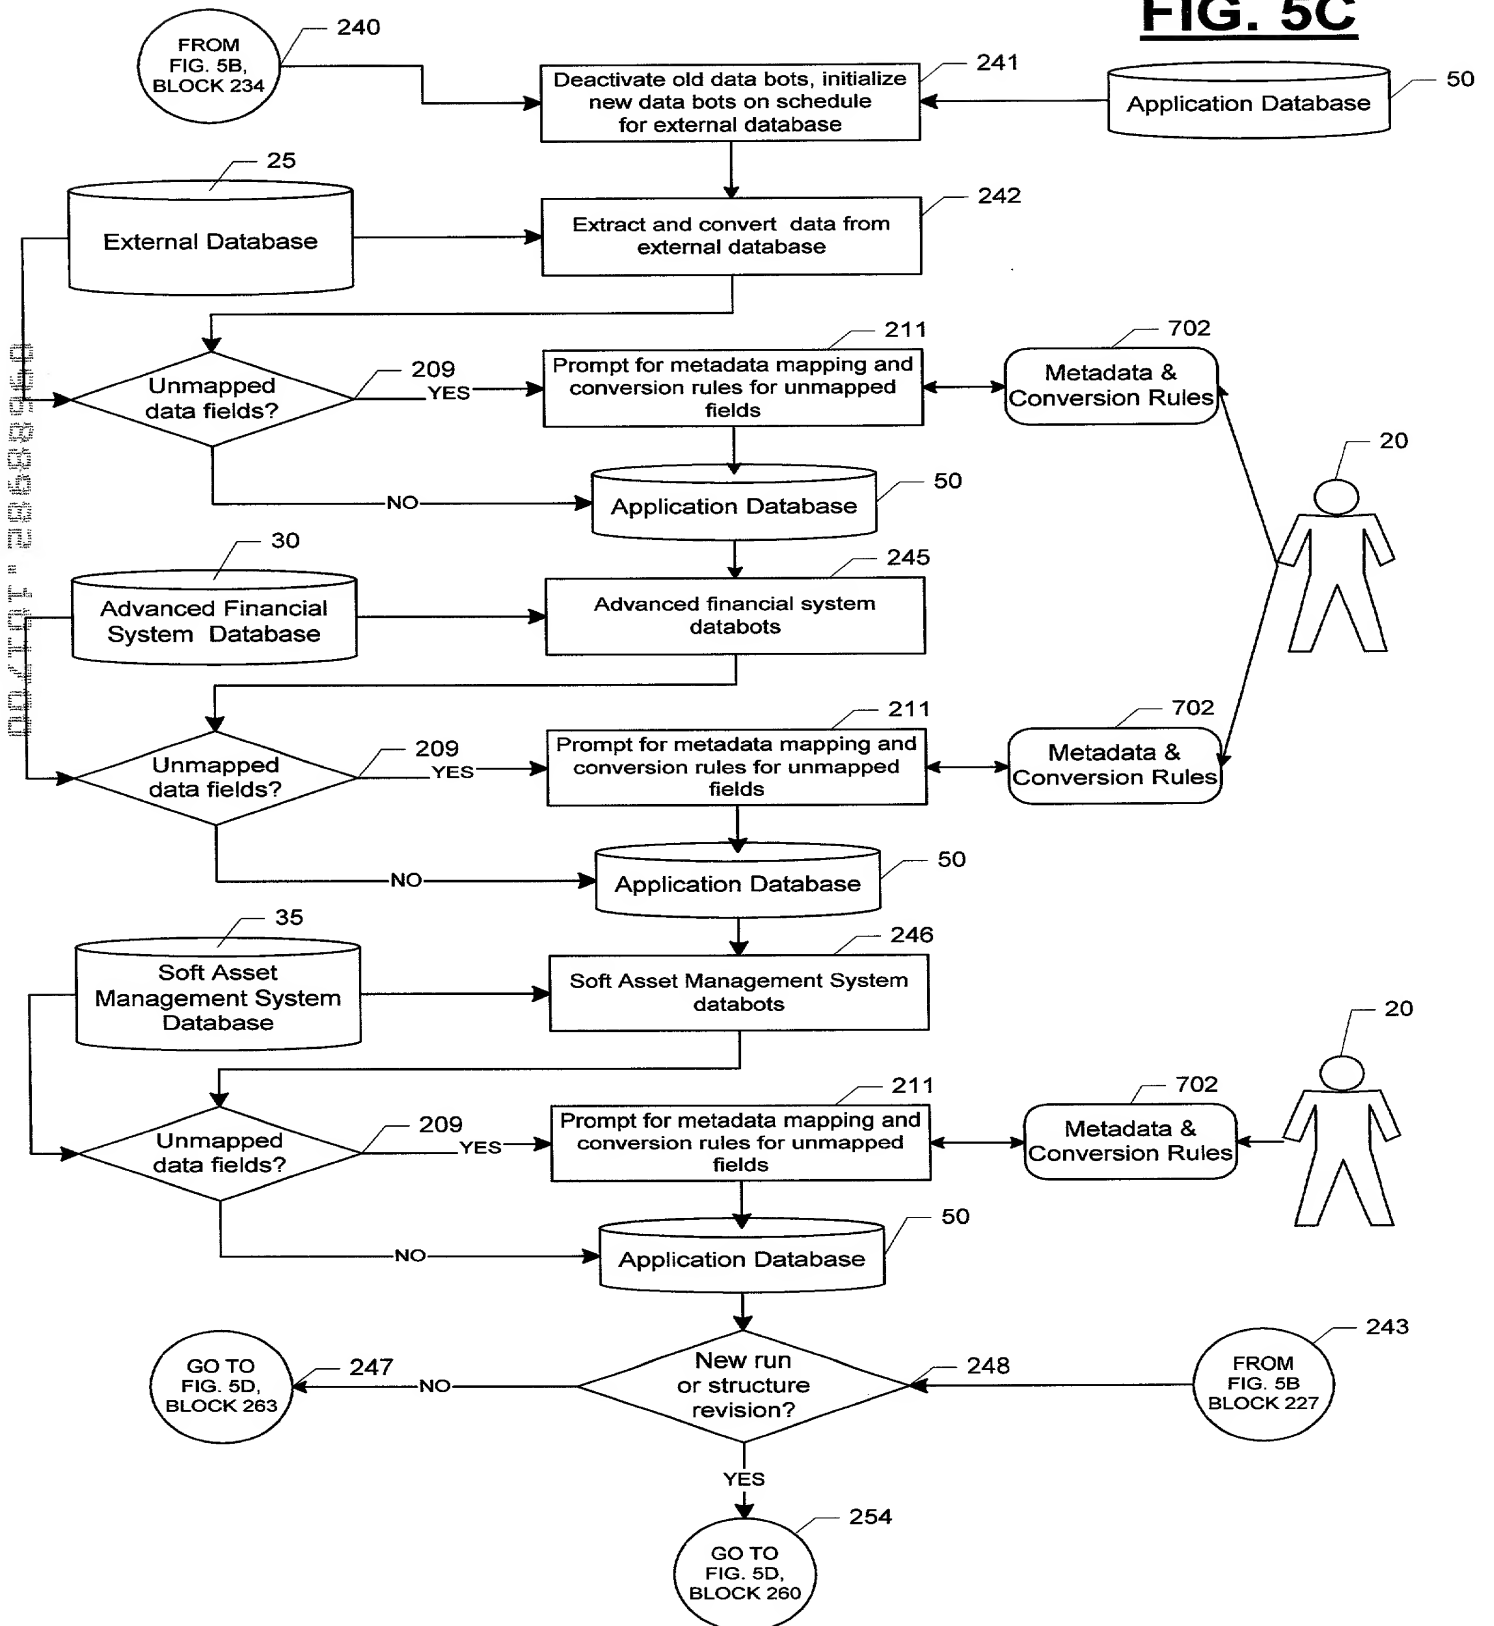 FIG. 5C
FROM
FIG. 5B,
BLOCK 234
240
Deactivate old data bots, initialize
new data bots on schedule
for external database
241
Application Database
50
25
External Database
242
Extract and convert data from
external database
Unmapped
data fields?
209
YES
211
Prompt for metadata mapping and
conversion rules for unmapped
fields
702
Metadata &
Conversion Rules
20
NO
Application Database
50
30
Advanced Financial
System Database
245
Advanced financial system
databots
Unmapped
data fields?
209
YES
211
Prompt for metadata mapping and
conversion rules for unmapped
fields
702
Metadata &
Conversion Rules
NO
Application Database
50
35
Soft Asset
Management System
Database
246
Soft Asset Management System
databots
20
Unmapped
data fields?
209
YES
211
Prompt for metadata mapping and
conversion rules for unmapped
fields
702
Metadata &
Conversion Rules
NO
Application Database
50
GO TO
FIG. 5D,
BLOCK 263
247
NO
New run
or structure
revision?
248
243
FROM
FIG. 5B
BLOCK 227
YES
254
GO TO
FIG. 5D,
BLOCK 260